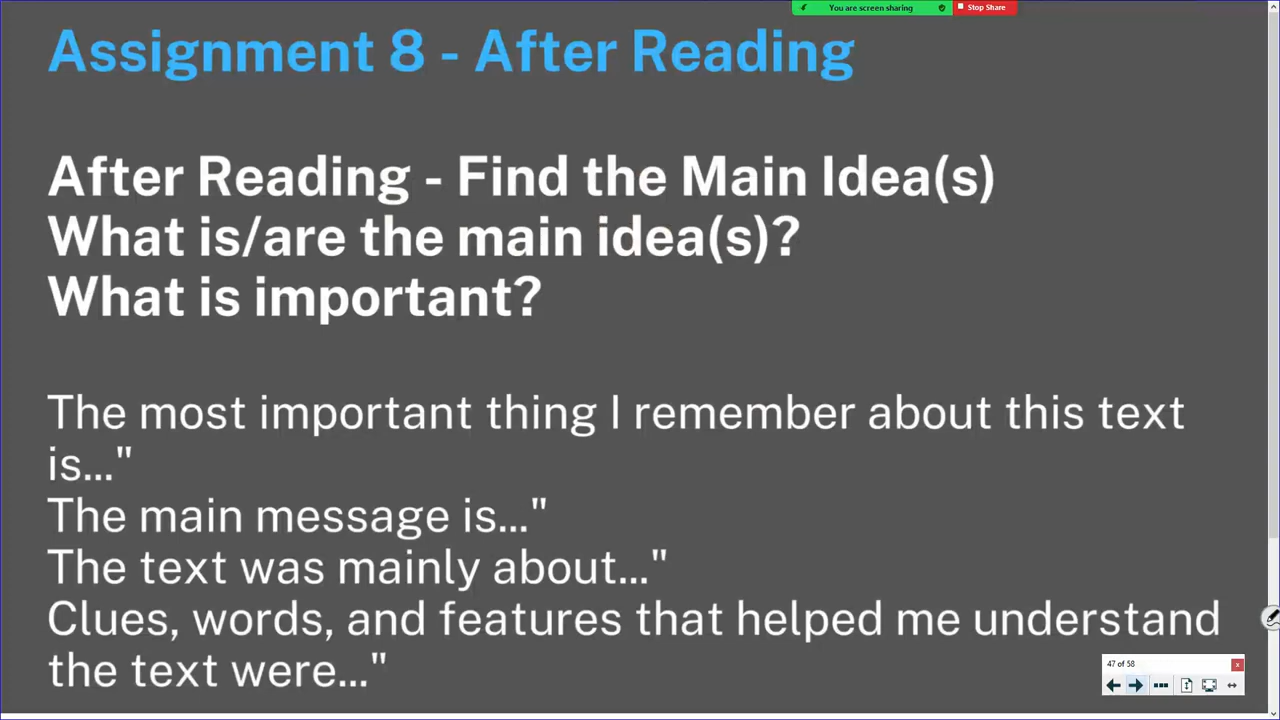 You are screen sharing
Stop Share
Assignment 8 - After Reading
After Reading - Find the Main Idea(s)
What is/are the main idea(s)?
What is important?
The most important thing I remember about this text
is..."
The main message is..."
The text was mainly about..."
Clues, words, and features that helped me understand
the text were..."
47 of 58
x